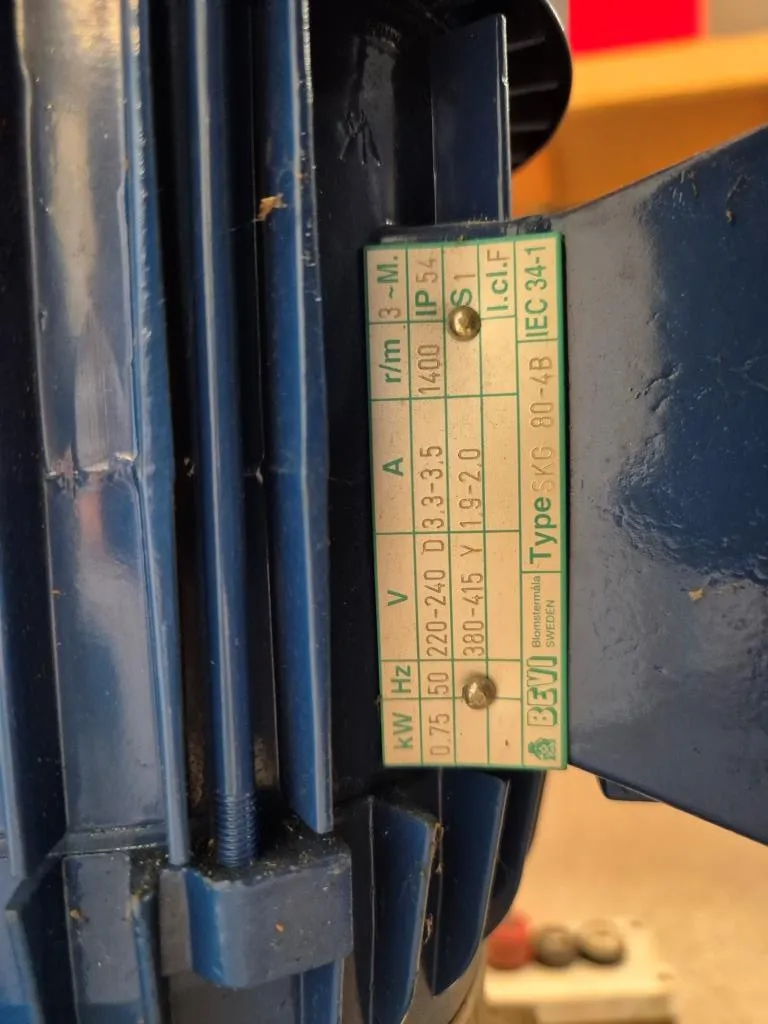 kW Hz V A r/m 3~M.
0.75 50 220-240 D 3.3-3.5 1400 IP 54
380-415 Y 1.9-2.0 S 1
I.cl.F
BEVI Blomstermåla SWEDEN Type SKG 80-4B IEC 34-1